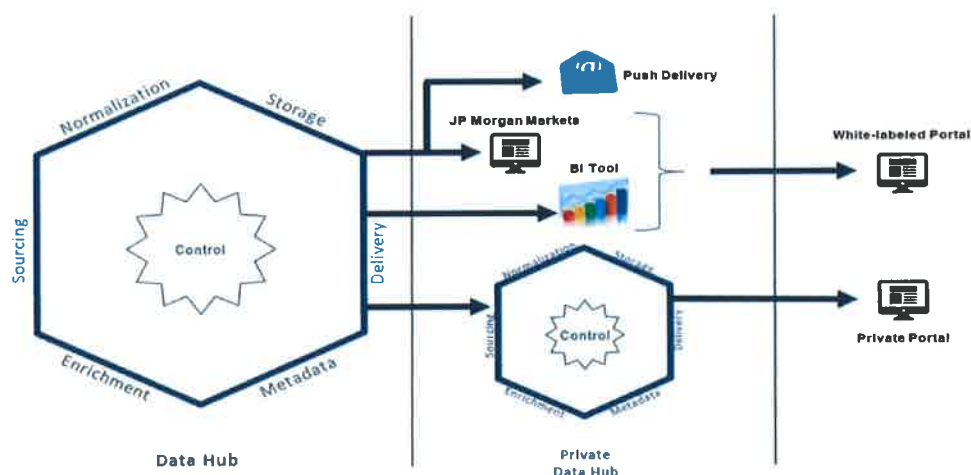 Normalization
Storage
Sourcing
Control
Delivery
Enrichment
Metadata
Data Hub
Push Delivery
JP Morgan Markets
BI Tool
Normalization
Storage
Sourcing
Control
Delivery
Enrichment
Metadata
Private
Data Hub
White-labeled Portal
Private Portal